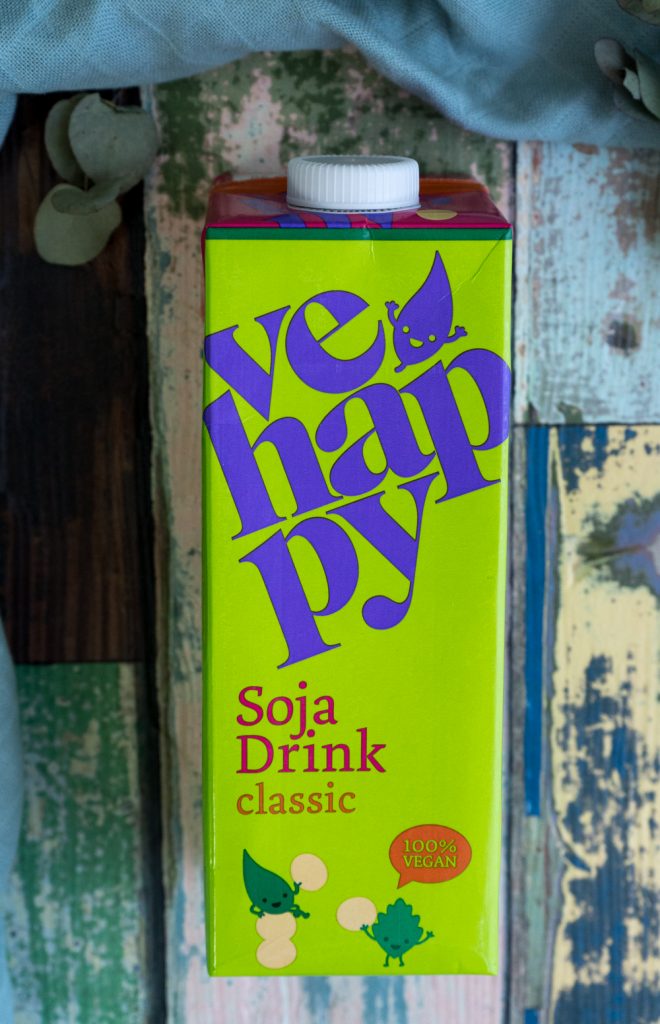 ve
hap
py
Soja
Drink
classic
100%
VEGAN